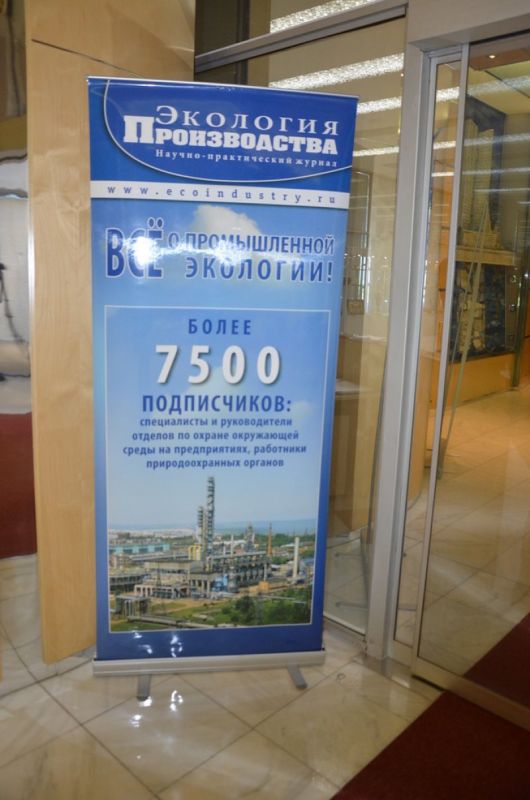 Экология
Производства
Научно-практический журнал
www.ecoindustry.ru
ВСЁ О ПРОМЫШЛЕННОЙ
ЭКОЛОГИИ!
БОЛЕЕ
7500
ПОДПИСЧИКОВ:
специалисты и руководители
отделов по охране окружающей
среды на предприятиях, работники
природоохранных органов